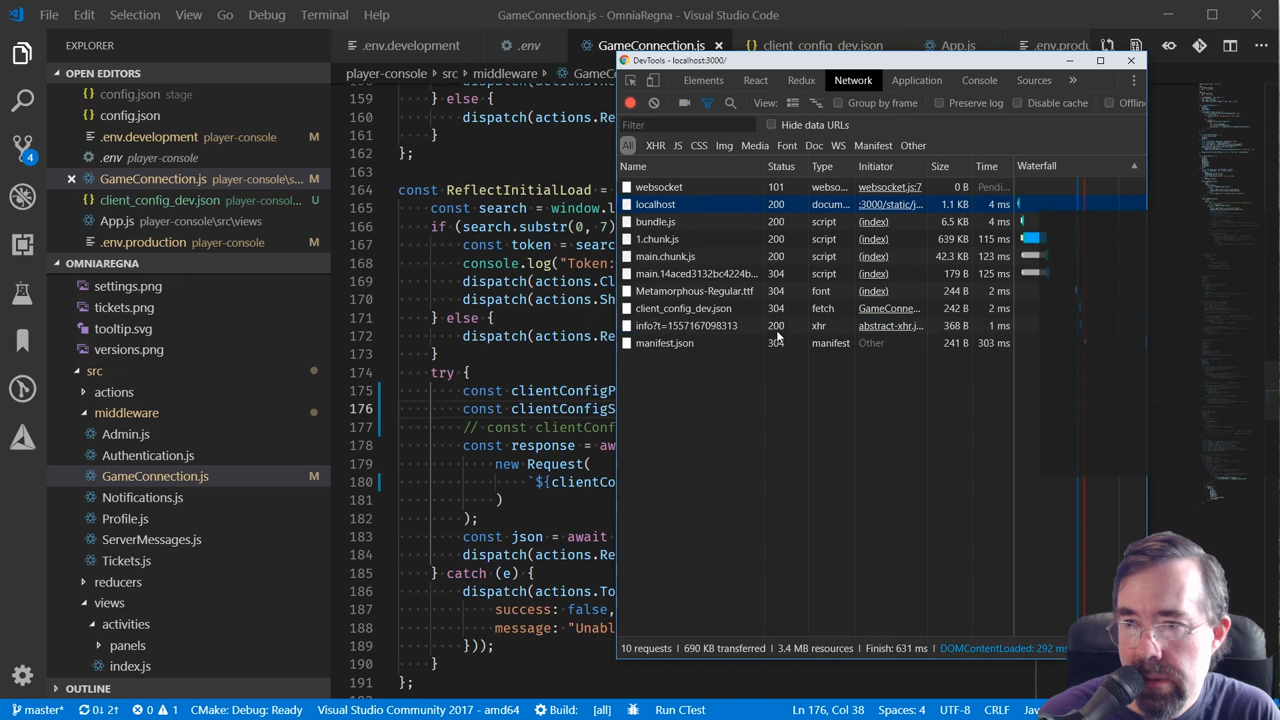 File Edit Selection View Go Debug Terminal Help
GameConnection.js - OmniaRegna - Visual Studio Code
EXPLORER
OPEN EDITORS
config.json stage
config.json
.env.development player-console M
.env player-console
GameConnection.js player-console\s... M
client_config_dev.json player-console U
App.js player-console\src\views
.env.production player-console M
OMNIAREGNA
settings.png
tickets.png
tooltip.svg
versions.png
src
actions
middleware
Admin.js
Authentication.js
GameConnection.js M
Notifications.js
Profile.js
ServerMessages.js
Tickets.js
reducers
views
activities
panels
index.js
OUTLINE
4
.env.development .env GameConnection.js client_config_dev.json App.js .env.produ
player-console src middleware GameC
159 } else {
160 dispatch(actions.Re
161 }
162 };
163
164 const ReflectInitialLoad =
165 const search = window.l
166 if (search.substr(0, 7)
167 const token = searc
168 console.log("Token:
169 dispatch(actions.Cl
170 dispatch(actions.Sh
171 } else {
172 dispatch(actions.Re
173 }
174 try {
175 const clientConfigP
176 const clientConfigS
177 // const clientConf
178 const response = aw
179 new Request(
180 `${clientCo
181 )
182 );
183 const json = await
184 dispatch(actions.Re
185 } catch (e) {
186 dispatch(actions.To
187 success: false,
188 message: "Unabl
189 }));
190 }
191 };
DevTools - localhost:3000/
Elements React Redux Network Application Console Sources »
View: Group by frame Preserve log Disable cache Offlin
Filter Hide data URLs
All XHR JS CSS Img Media Font Doc WS Manifest Other
Name Status Type Initiator Size Time Waterfall
websocket 101 webso... websocket.js:7 0 B Pendi...
localhost 200 docum... :3000/static/j... 1.1 KB 4 ms
bundle.js 200 script (index) 6.5 KB 4 ms
1.chunk.js 200 script (index) 639 KB 115 ms
main.chunk.js 200 script (index) 42.3 KB 123 ms
main.14aced3132bc4224b... 304 script (index) 179 B 125 ms
Metamorphous-Regular.ttf 304 font (index) 244 B 2 ms
client_config_dev.json 304 fetch GameConne... 242 B 2 ms
info?t=1557167098313 200 xhr abstract-xhr.j... 368 B 1 ms
manifest.json 304 manifest Other 241 B 303 ms
10 requests | 690 KB transferred | 3.4 MB resources | Finish: 631 ms | DOMContentLoaded: 292 ms
master* 0↓ 2↑ 0 1 CMake: Debug: Ready Visual Studio Community 2017 - amd64 Build: [all] Run CTest Ln 176, Col 38 Spaces: 4 UTF-8 CRLF JavaScript